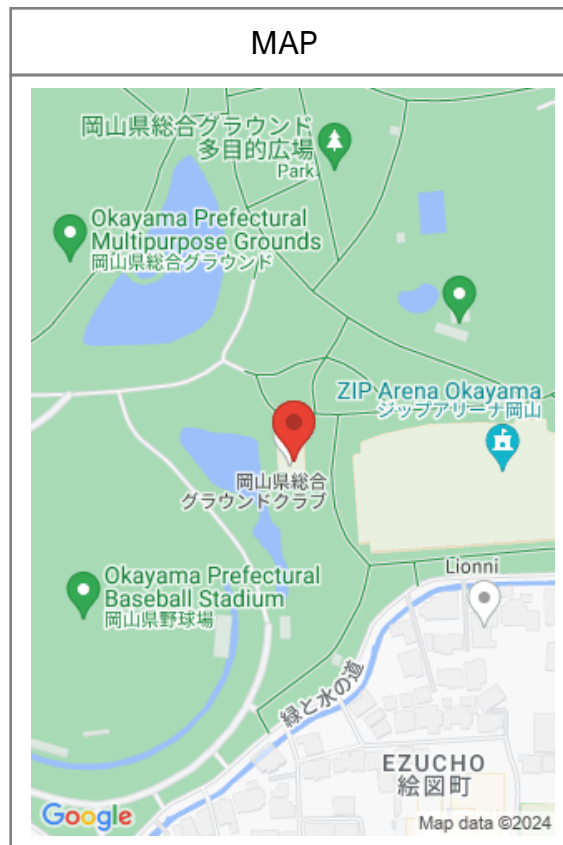 MAP
岡山県総合グラウンド
多目的広場
Park
Okayama Prefectural
Multipurpose Grounds
岡山県総合グラウンド
ZIP Arena Okayama
ジップアリーナ岡山
岡山県総合
グラウンドクラブ
Lionni
Okayama Prefectural
Baseball Stadium
岡山県野球場
緑と水の道
EZUCHO
絵図町
Google
Map data ©2024